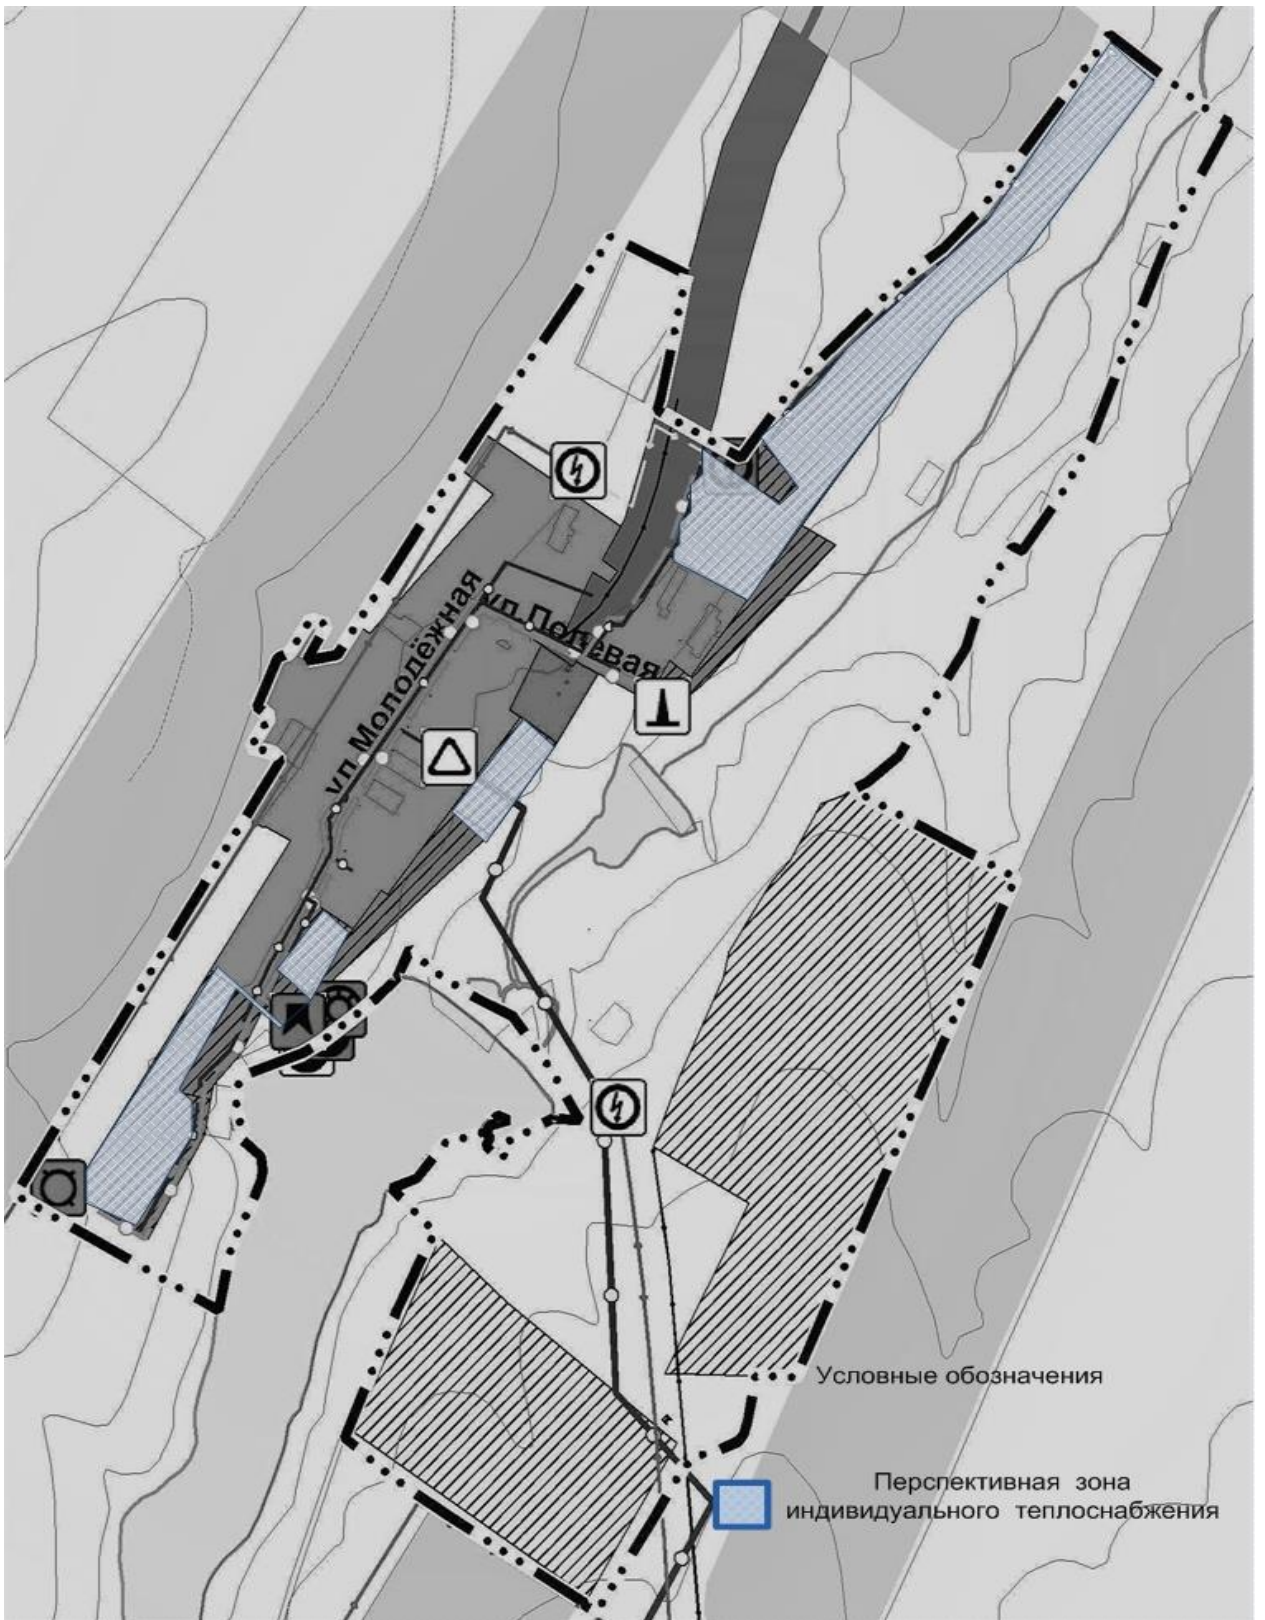 ул. Молодёжная
ул. Полевая
Условные обозначения
Перспективная зона
индивидуального теплоснабжения